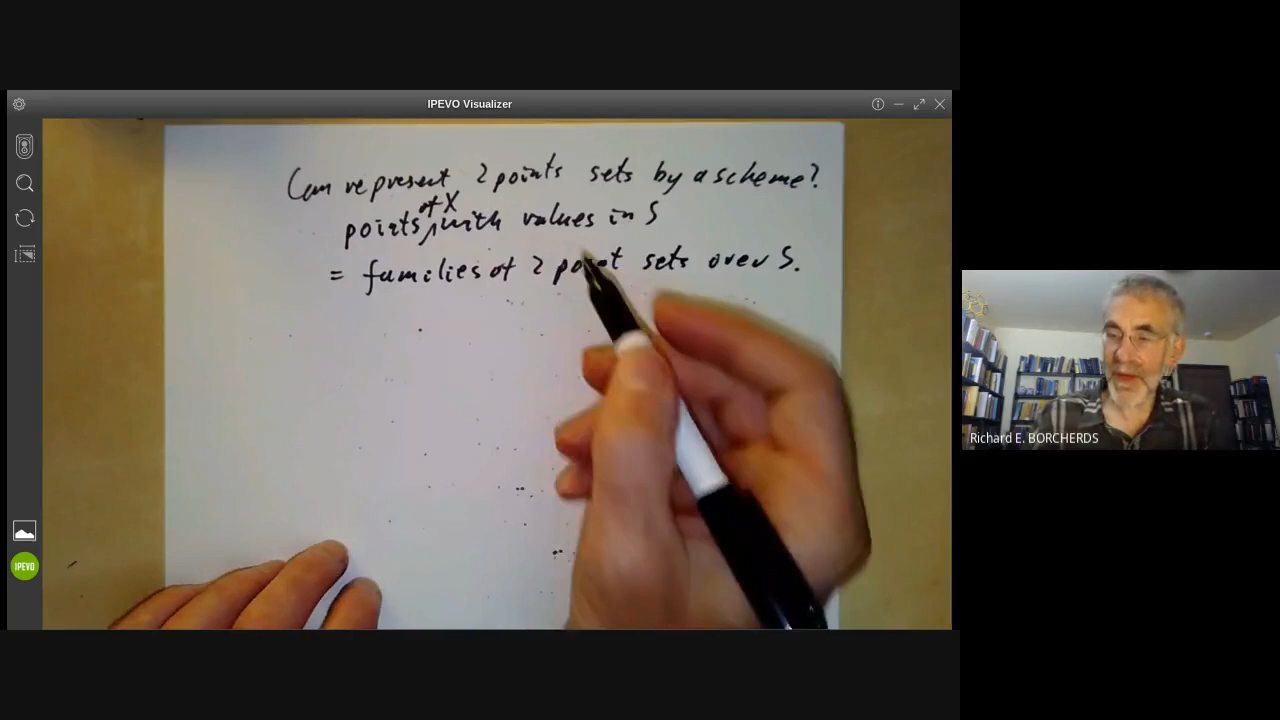 IPEVO Visualizer
Can represent 2 points sets by a scheme?
points of X with values in S
= families of 2 point sets over S.
IPEVO
Richard E. BORCHERDS